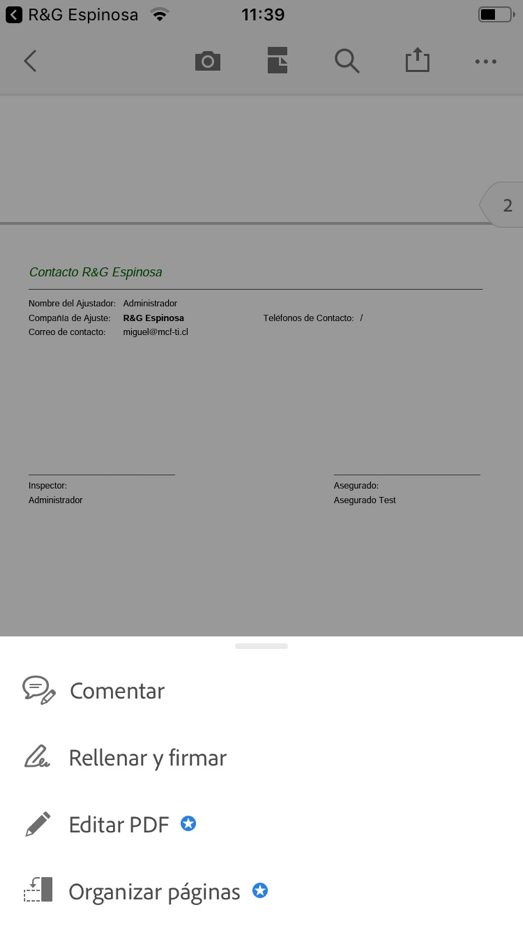 R&G Espinosa
11:39
2
Contacto R&G Espinosa
Nombre del Ajustador: Administrador
Compañía de Ajuste: R&G Espinosa Teléfonos de Contacto: /
Correo de contacto: miguel@mcf-ti.cl
Inspector: Asegurado:
Administrador Asegurado Test
Comentar
Rellenar y firmar
Editar PDF
Organizar páginas